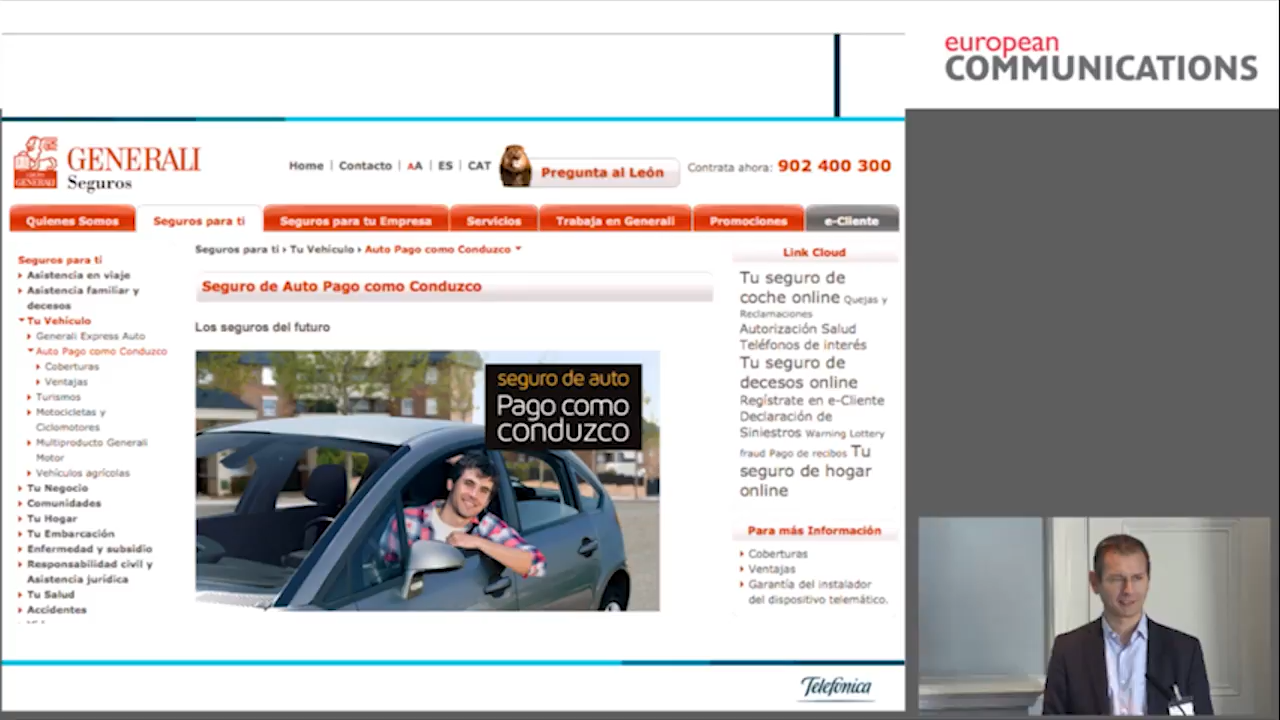 european
COMMUNICATIONS
GENERALI
Seguros
GRUPO
GENERALI
Home | Contacto | AA | ES | CAT
Pregunta al León
Contrata ahora: 902 400 300
Quienes Somos
Seguros para ti
Seguros para tu Empresa
Servicios
Trabaja en Generali
Promociones
e-Cliente
Seguros para ti
Asistencia en viaje
Asistencia familiar y
decesos
Tu Vehículo
Generali Express Auto
Auto Pago como Conduzco
Coberturas
Ventajas
Turismos
Motocicletas y
Ciclomotores
Multiproducto Generali
Motor
Vehículos agrícolas
Tu Negocio
Comunidades
Tu Hogar
Tu Embarcación
Enfermedad y subsidio
Responsabilidad civil y
Asistencia jurídica
Tu Salud
Accidentes
Seguros para ti › Tu Vehículo › Auto Pago como Conduzco
Seguro de Auto Pago como Conduzco
Los seguros del futuro
seguro de auto
Pago como
conduzco
Link Cloud
Tu seguro de
coche online Quejas y
Reclamaciones
Autorización Salud
Teléfonos de interés
Tu seguro de
decesos online
Regístrate en e-Cliente
Declaración de
Siniestros Warning Lottery
fraud Pago de recibos Tu
seguro de hogar
online
Para más Información
Coberturas
Ventajas
Garantía del instalador
del dispositivo telemático.
Telefónica